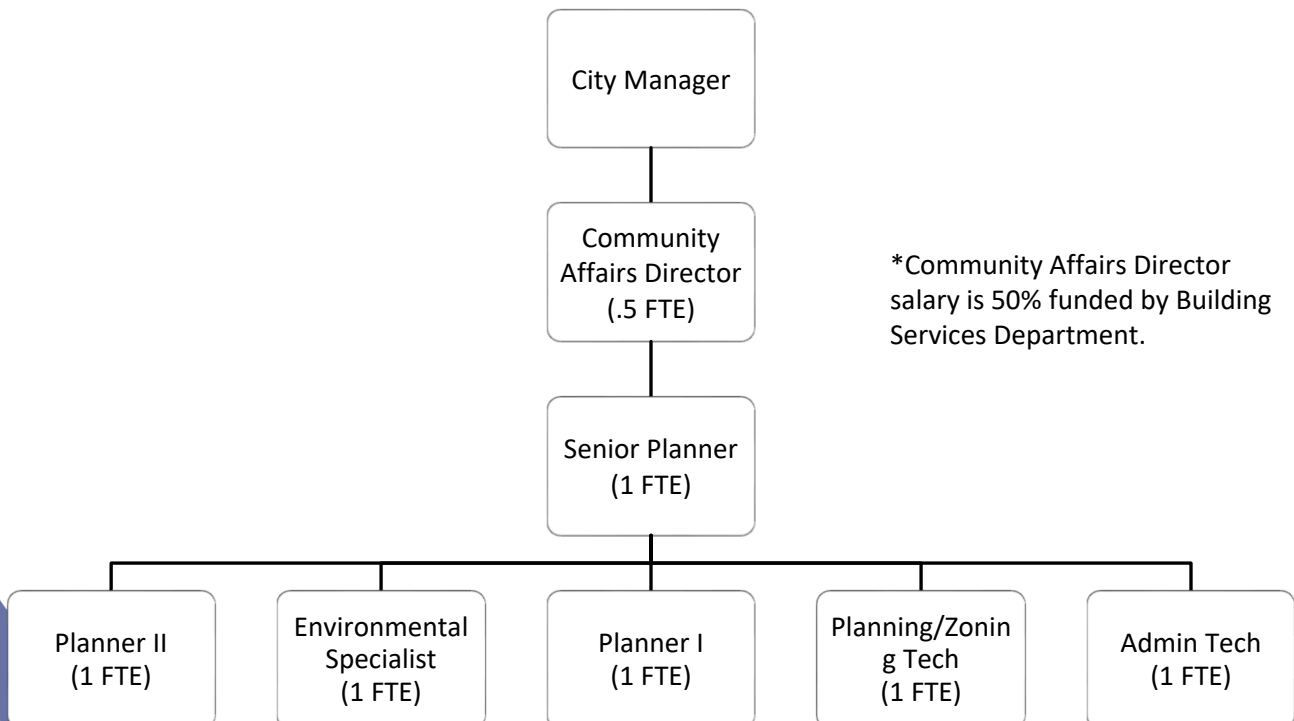 City Manager
Community
Affairs Director
(.5 FTE)
*Community Affairs Director
salary is 50% funded by Building
Services Department.
Senior Planner
(1 FTE)
Planner II
(1 FTE)
Environmental
Specialist
(1 FTE)
Planner I
(1 FTE)
Planning/Zonin
g Tech
(1 FTE)
Admin Tech
(1 FTE)